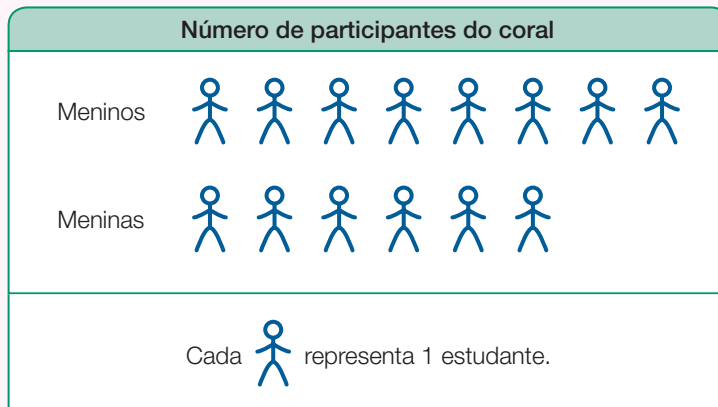 Número de participantes do coral
Meninos
Meninas
Cada representa 1 estudante.